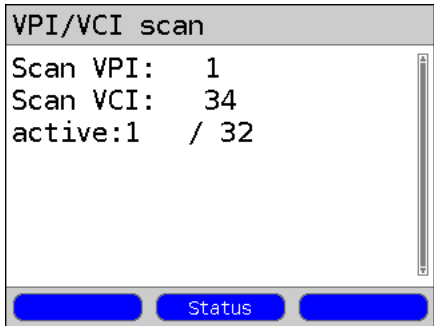 VPI/VCI scan
Scan VPI: 1
Scan VCI: 34
active:1 / 32
Status